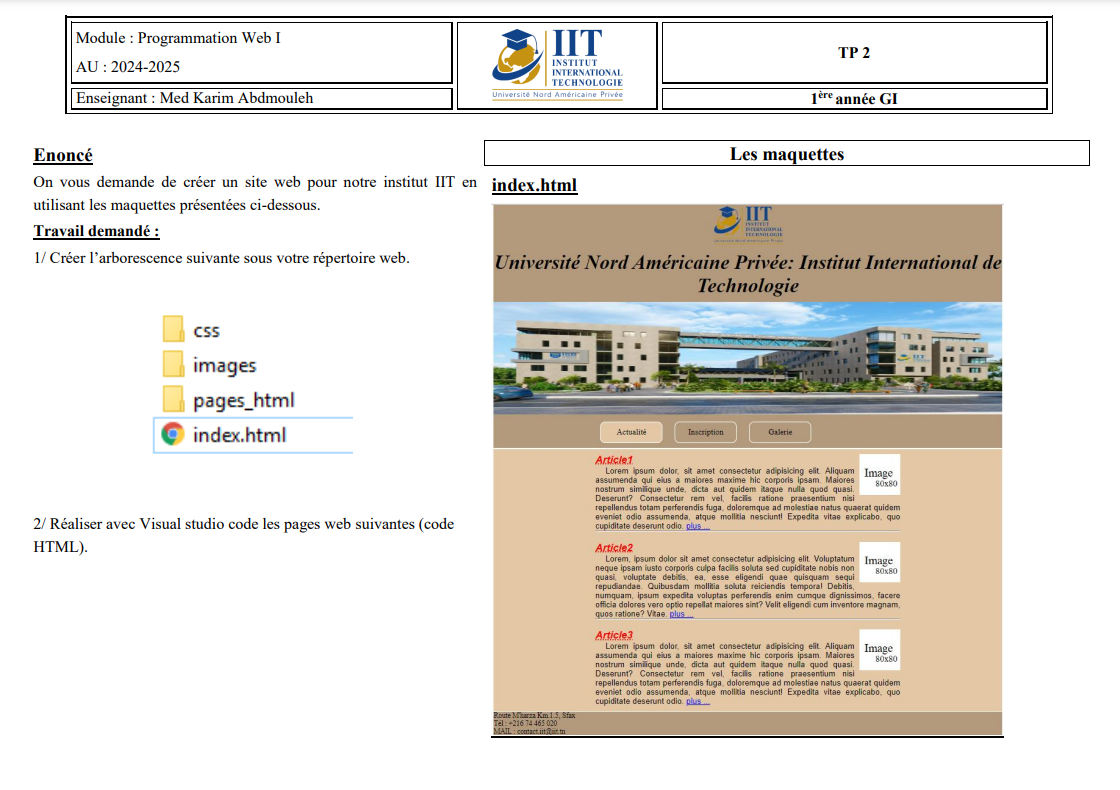 Module : Programmation Web I
AU : 2024-2025
Enseignant : Med Karim Abdmouleh
IIT
INSTITUT
INTERNATIONAL
TECHNOLOGIE
Université Nord Américaine Privée
TP 2
1ère année GI
Enoncé
On vous demande de créer un site web pour notre institut IIT en
utilisant les maquettes présentées ci-dessous.
Travail demandé :
1/ Créer l’arborescence suivante sous votre répertoire web.
css
images
pages_html
index.html
2/ Réaliser avec Visual studio code les pages web suivantes (code
HTML).
Les maquettes
index.html
IIT
INSTITUT
INTERNATIONAL
TECHNOLOGIE
Université Nord Américaine Privée
Université Nord Américaine Privée: Institut International de
Technologie
Actualité
Inscription
Galerie
Article1
Lorem ipsum dolor, sit amet consectetur adipisicing elit. Aliquam
assumenda qui eius a maiores maxime hic corporis ipsam. Maiores
nostrum similique unde, dicta aut quidem itaque nulla quod quasi.
Deserunt? Consectetur rem vel, facilis ratione praesentium nisi
repellendus totam perferendis fuga, doloremque ad molestiae natus quaerat quidem
eveniet odio assumenda, atque mollitia nesciunt! Expedita vitae explicabo, quo
cupiditate deserunt odio. plus ...
Image
80x80
Article2
Lorem, ipsum dolor sit amet consectetur adipisicing elit. Voluptatum
neque ipsam iusto corporis culpa facilis soluta sed cupiditate nobis non
quasi, voluptate debitis, ea, esse eligendi quae quisquam sequi
repudiandae. Quibusdam mollitia soluta reiciendis tempora! Debitis,
numquam, ipsum expedita voluptas perferendis enim cumque dignissimos, facere
officia dolores vero optio repellat maiores sint? Velit eligendi cum inventore magnam,
quos ratione? Vitae. plus ...
Image
80x80
Article3
Lorem ipsum dolor, sit amet consectetur adipisicing elit. Aliquam
assumenda qui eius a maiores maxime hic corporis ipsam. Maiores
nostrum similique unde, dicta aut quidem itaque nulla quod quasi.
Deserunt? Consectetur rem vel, facilis ratione praesentium nisi
repellendus totam perferendis fuga, doloremque ad molestiae natus quaerat quidem
eveniet odio assumenda, atque mollitia nesciunt! Expedita vitae explicabo, quo
cupiditate deserunt odio. plus ...
Image
80x80
Route M'harza Km 1.5, Sfax
Tél : +216 74 465 020
MAIL : contact.iit@iit.tn